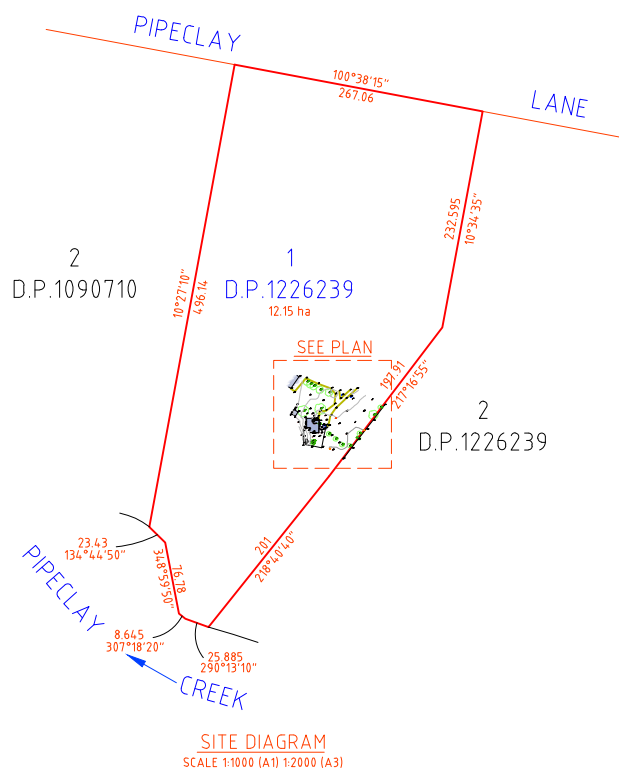 PIPECLAY
LANE
100°38'15"
267.06
232.595
10°34'35"
2
D.P.1090710
1
D.P.1226239
12.15 ha
10°27'10"
496.14
SEE PLAN
197.91
217°16'55"
2
D.P.1226239
201
218°40'40"
23.43
134°44'50"
76.78
348°59'50"
PIPECLAY
CREEK
8.645
307°18'20"
25.885
290°13'10"
SITE DIAGRAM
SCALE 1:1000 (A1) 1:2000 (A3)